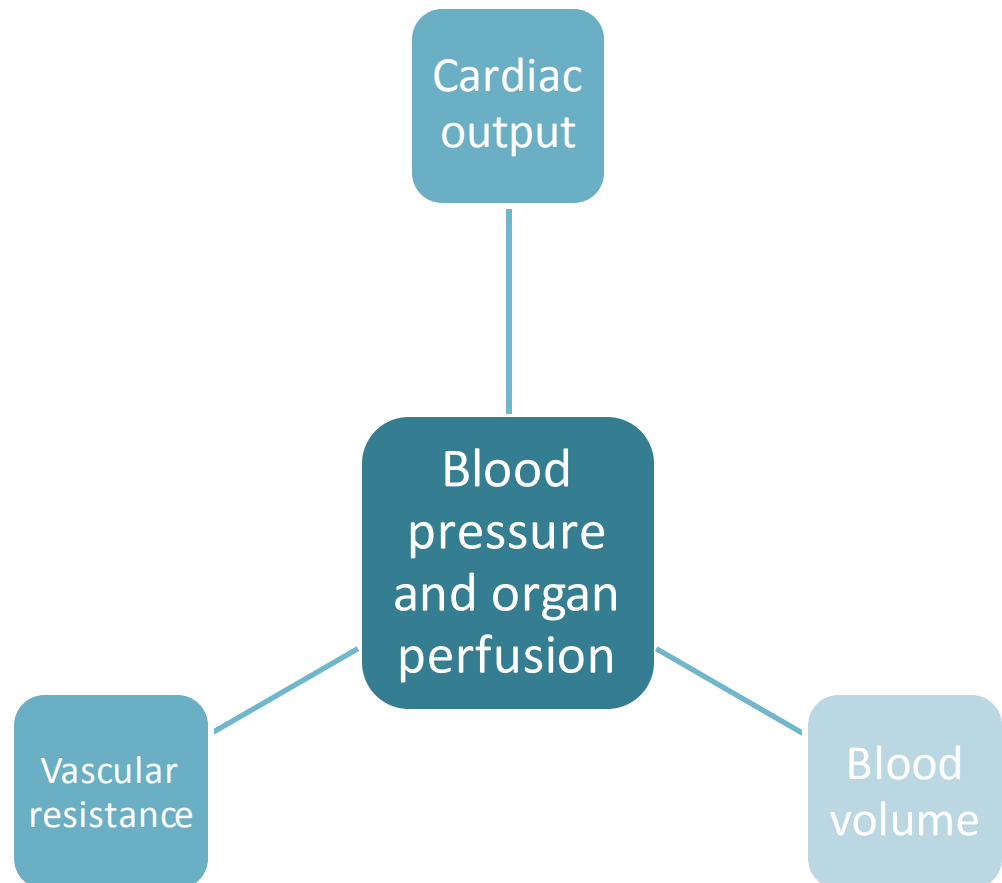 Cardiac
output
Blood
pressure
and organ
perfusion
Vascular
resistance
Blood
volume